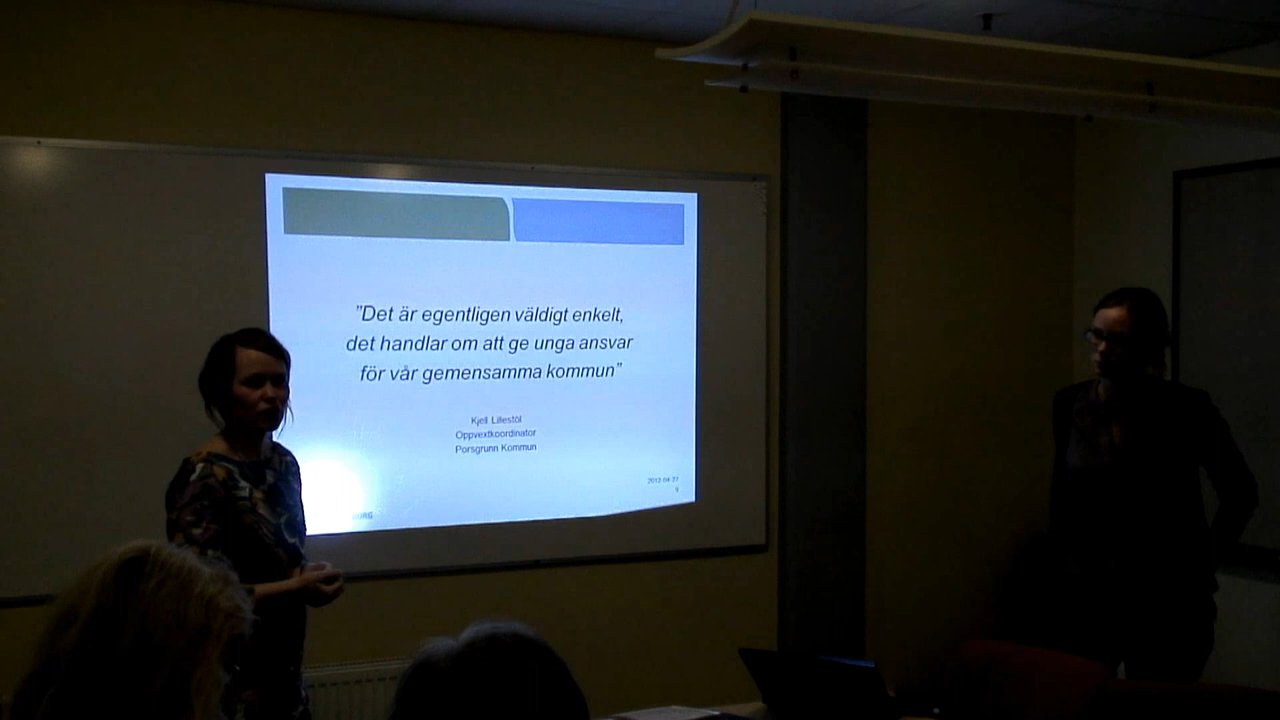 ”Det är egentligen väldigt enkelt,
det handlar om att ge unga ansvar
för vår gemensamma kommun”
Kjell Lillestöl
Oppvextkoordinator
Porsgrunn Kommun